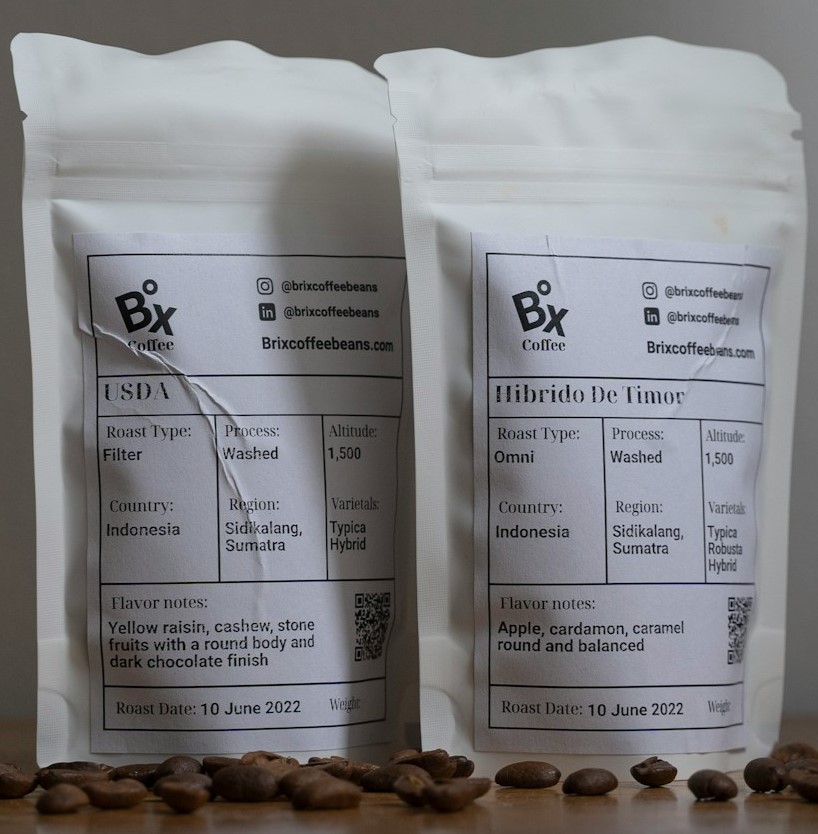 Box
Coffee
@brixcoffeebeans
@brixcoffeebeans
Brixcoffeebeans.com
USDA
Roast Type:
Filter
Process:
Washed
Altitude:
1,500
Country:
Indonesia
Region:
Sidikalang,
Sumatra
Varietals:
Typica
Hybrid
Flavor notes:
Yellow raisin, cashew, stone
fruits with a round body and
dark chocolate finish
Roast Date: 10 June 2022
Weight:
Box
Coffee
@brixcoffeebeans
@brixcoffeebeans
Brixcoffeebeans.com
Hibrido De Timor
Roast Type:
Omni
Process:
Washed
Altitude:
1,500
Country:
Indonesia
Region:
Sidikalang,
Sumatra
Varietals:
Typica
Robusta
Hybrid
Flavor notes:
Apple, cardamon, caramel
round and balanced
Roast Date: 10 June 2022
Weight: